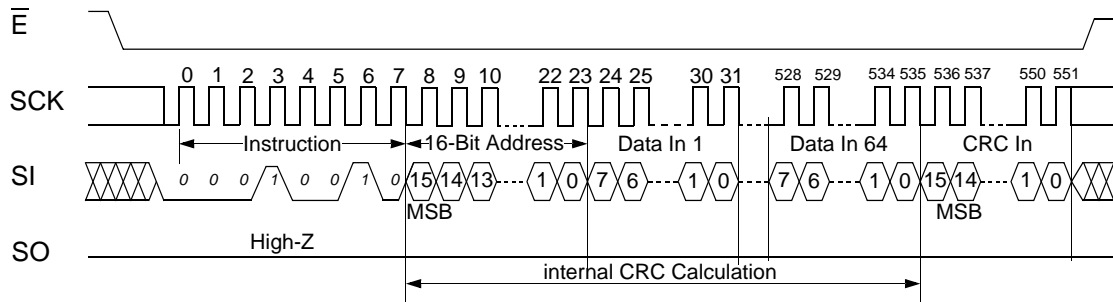 E
0 1 2 3 4 5 6 7 8 9 10 22 23 24 25 30 31 528 529 534 535 536 537 550 551
SCK
Instruction 16-Bit Address Data In 1 Data In 64 CRC In
SI 0 0 0 1 0 0 1 0 15 14 13 1 0 7 6 1 0 7 6 1 0 15 14 1 0
MSB MSB
High-Z
SO
internal CRC Calculation